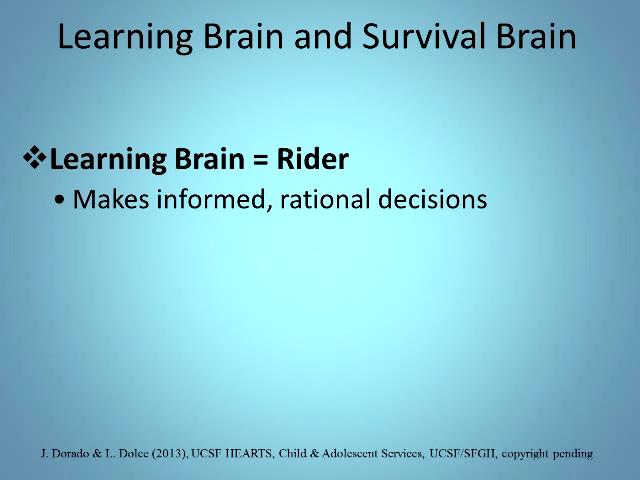 Learning Brain and Survival Brain
❖Learning Brain = Rider
• Makes informed, rational decisions
J. Dorado & L. Dolce (2013), UCSF HEARTS, Child & Adolescent Services, UCSF/SFGH, copyright pending